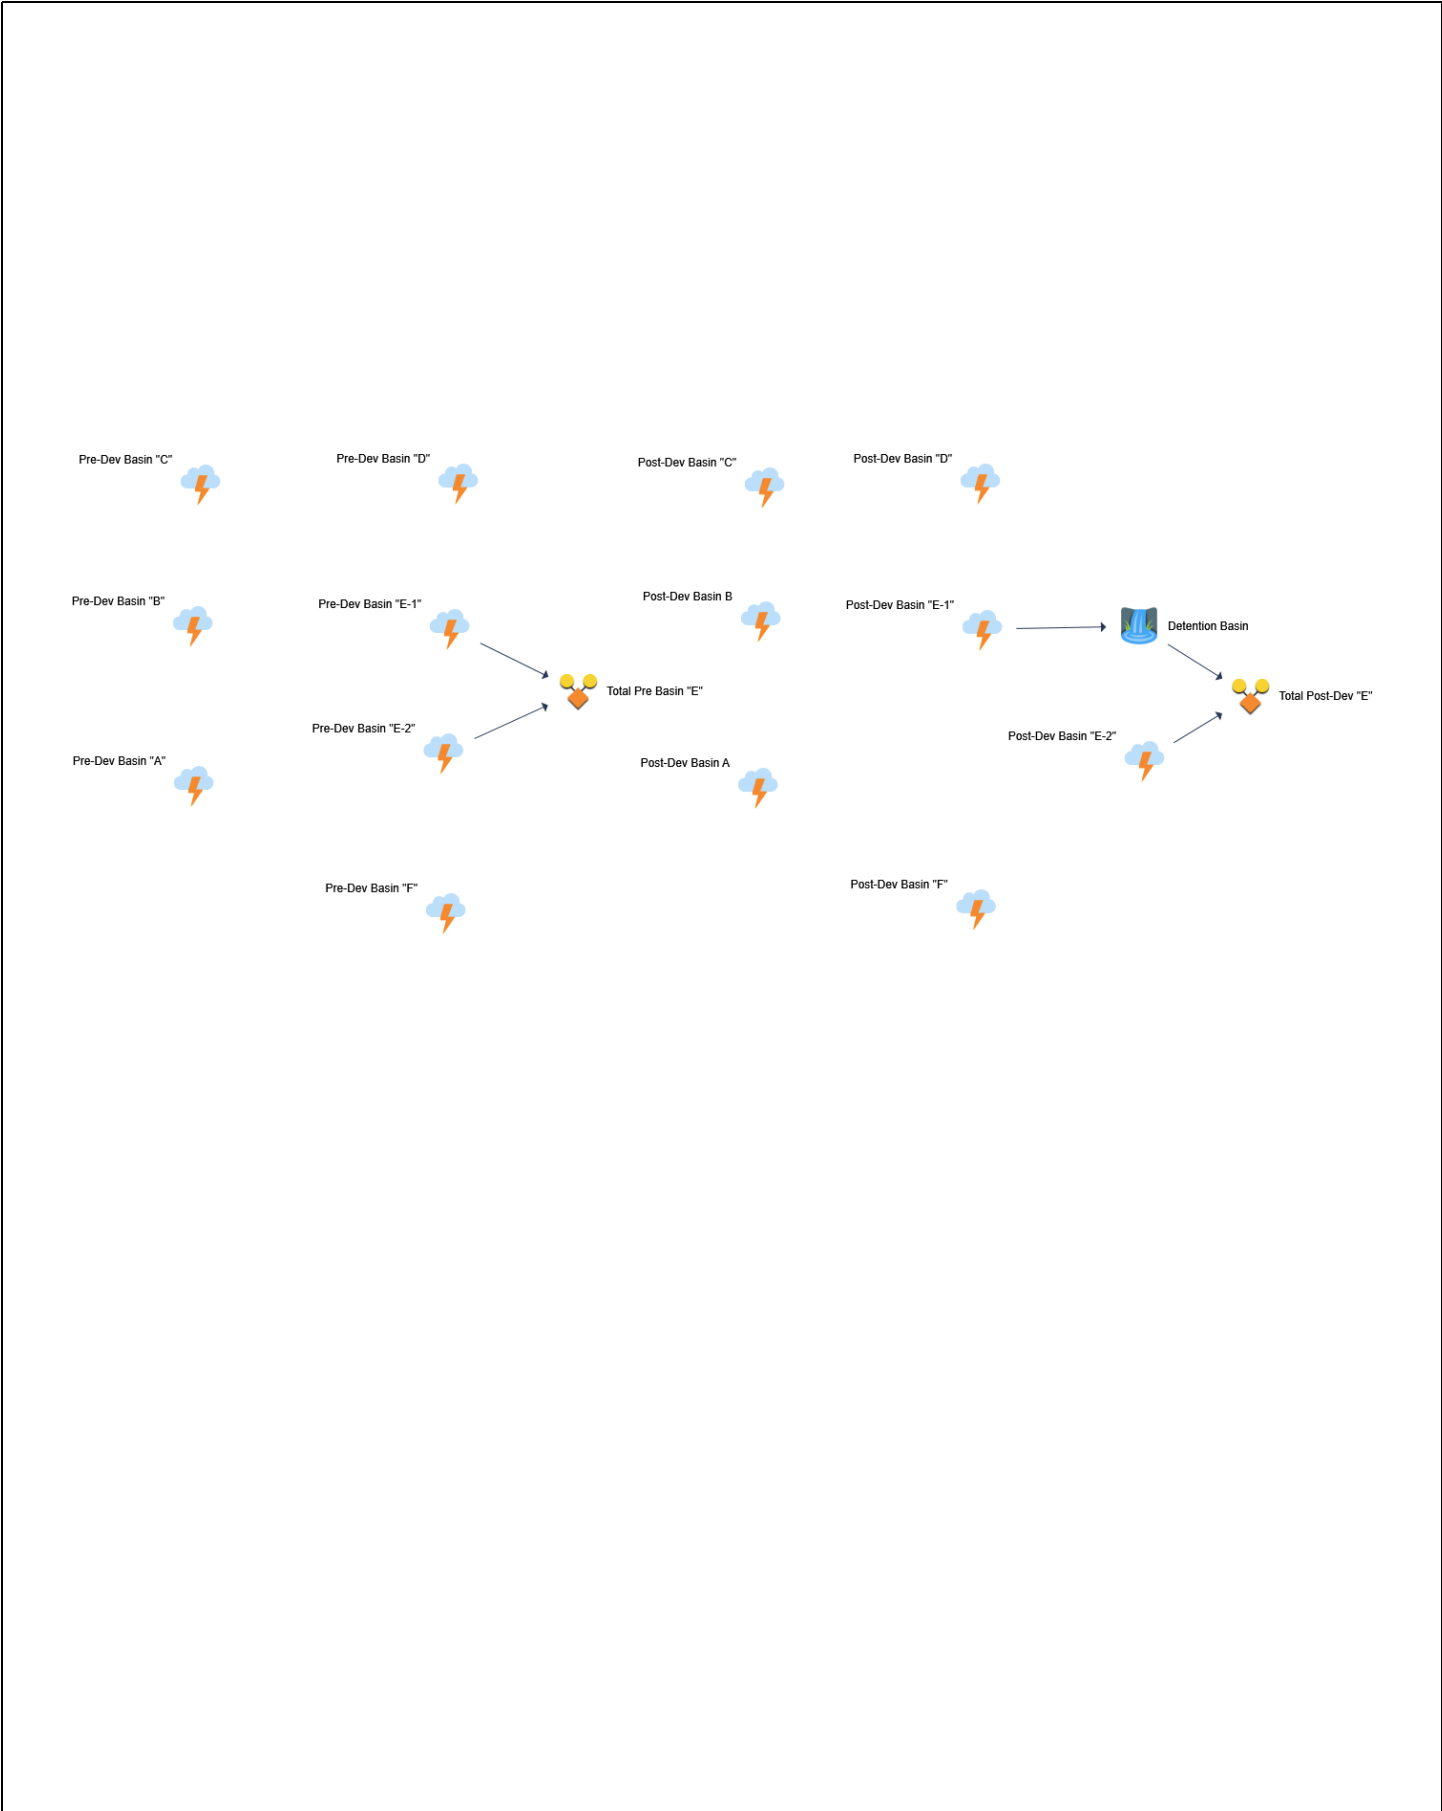 Pre-Dev Basin "C"
Pre-Dev Basin "D"
Post-Dev Basin "C"
Post-Dev Basin "D"
Pre-Dev Basin "B"
Pre-Dev Basin "E-1"
Post-Dev Basin B
Post-Dev Basin "E-1"
Detention Basin
Total Pre Basin "E"
Total Post-Dev "E"
Pre-Dev Basin "E-2"
Post-Dev Basin "E-2"
Pre-Dev Basin "A"
Post-Dev Basin A
Pre-Dev Basin "F"
Post-Dev Basin "F"